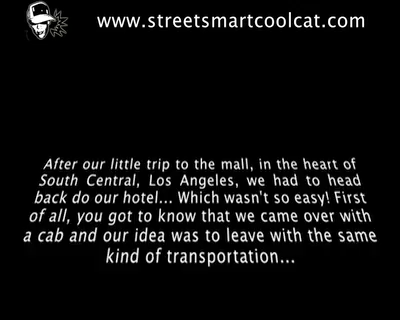 www.streetsmartcoolcat.com
After our little trip to the mall, in the heart of
South Central, Los Angeles, we had to head
back do our hotel... Which wasn't so easy! First
of all, you got to know that we came over with
a cab and our idea was to leave with the same
kind of transportation...